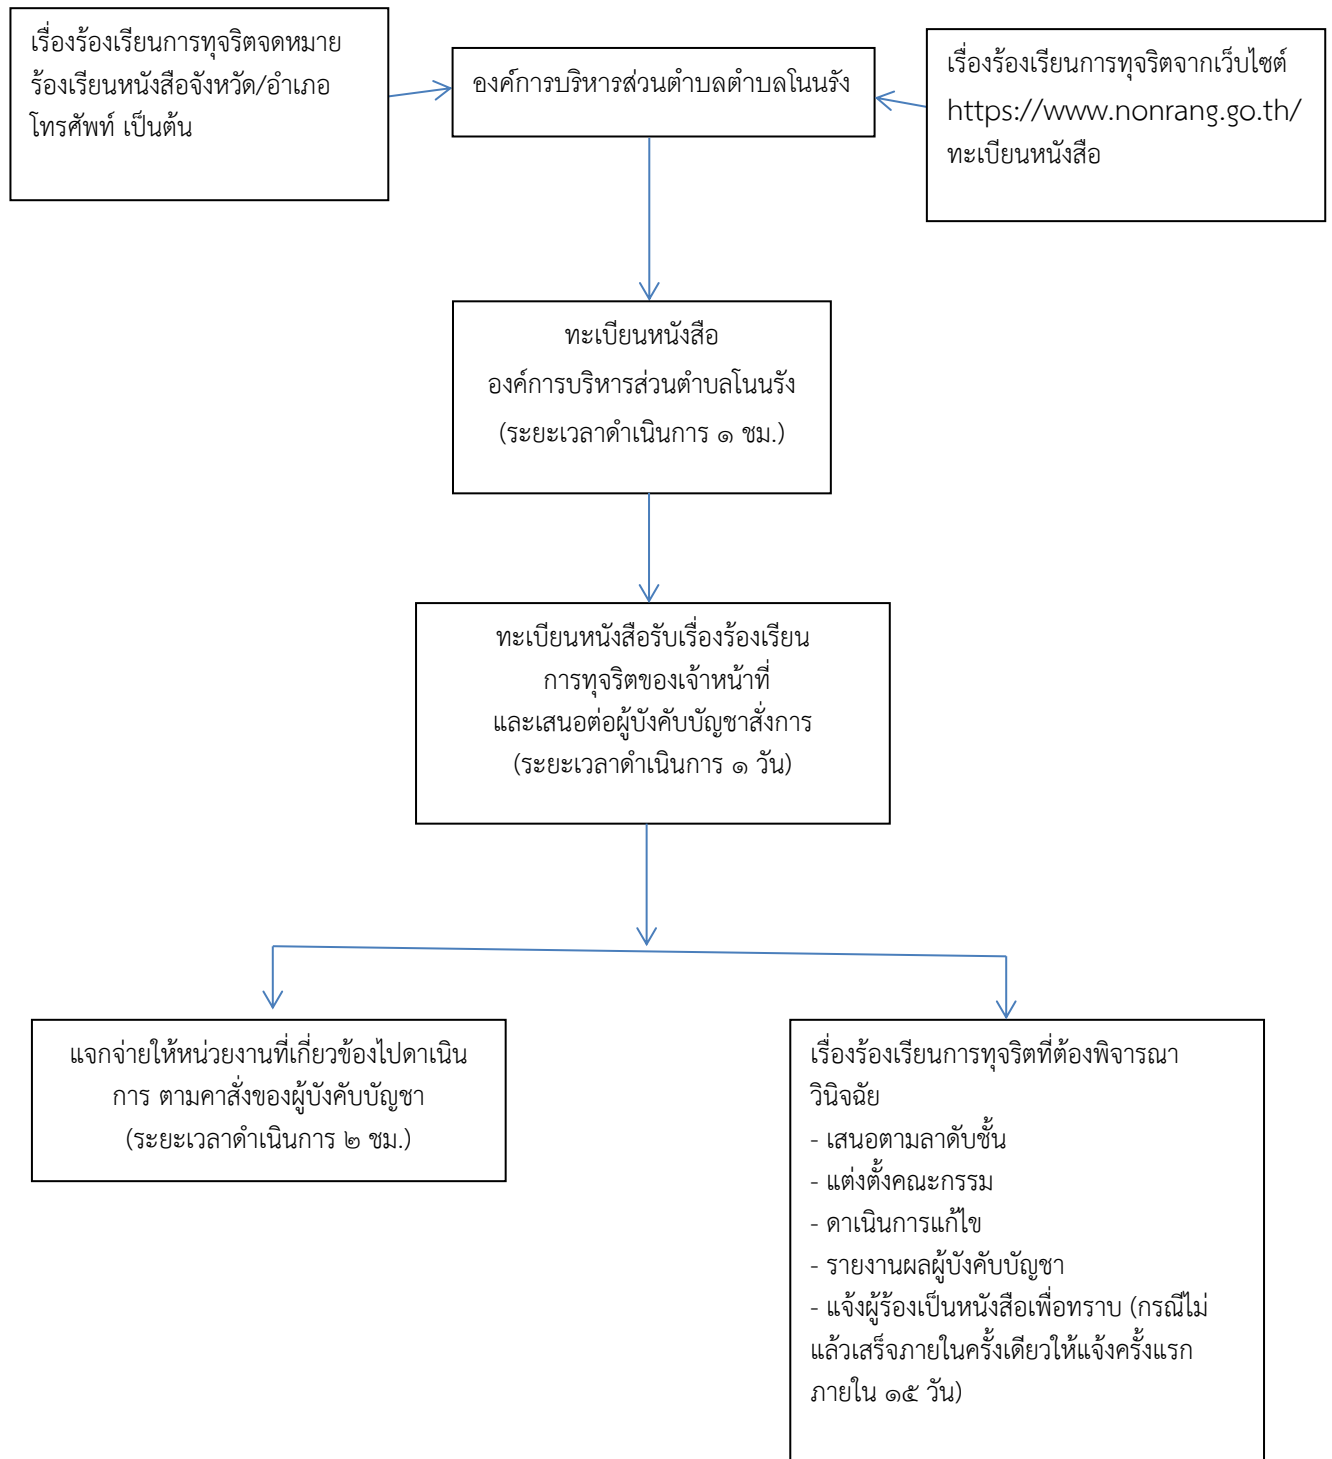 เรื่องร้องเรียนการทุจริตจดหมาย
ร้องเรียนหนังสือจังหวัด/อำเภอ
โทรศัพท์ เป็นต้น
องค์การบริหารส่วนตำบลตำบลโนนรัง
เรื่องร้องเรียนการทุจริตจากเว็บไซต์
https://www.nonrang.go.th/
ทะเบียนหนังสือ
ทะเบียนหนังสือ
องค์การบริหารส่วนตำบลโนนรัง
(ระยะเวลาดำเนินการ ๑ ชม.)
ทะเบียนหนังสือรับเรื่องร้องเรียน
การทุจริตของเจ้าหน้าที่
และเสนอต่อผู้บังคับบัญชาสั่งการ
(ระยะเวลาดำเนินการ ๑ วัน)
แจกจ่ายให้หน่วยงานที่เกี่ยวข้องไปดาเนิน
การ ตามคาสั่งของผู้บังคับบัญชา
(ระยะเวลาดำเนินการ ๒ ชม.)
เรื่องร้องเรียนการทุจริตที่ต้องพิจารณา
วินิจฉัย
- เสนอตามลาดับชั้น
- แต่งตั้งคณะกรรม
- ดาเนินการแก้ไข
- รายงานผลผู้บังคับบัญชา
- แจ้งผู้ร้องเป็นหนังสือเพื่อทราบ (กรณีไม่
แล้วเสร็จภายในครั้งเดียวให้แจ้งครั้งแรก
ภายใน ๑๕ วัน)